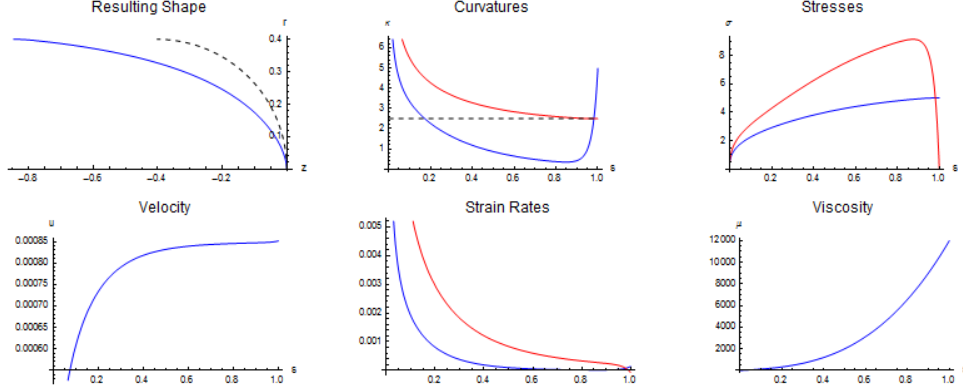 Resulting Shape
r
0.4
0.3
0.2
0.1
-0.8 -0.6 -0.4 -0.2 z
Curvatures
κ
6
5
4
3
2
1
0.2 0.4 0.6 0.8 1.0 s
Stresses
σ
8
6
4
2
0.2 0.4 0.6 0.8 1.0 s
Velocity
u
0.00085
0.00080
0.00075
0.00070
0.00065
0.00060
0.2 0.4 0.6 0.8 1.0 s
Strain Rates
0.005
0.004
0.003
0.002
0.001
0.2 0.4 0.6 0.8 1.0
Viscosity
μ
12000
10000
8000
6000
4000
2000
0.2 0.4 0.6 0.8 1.0